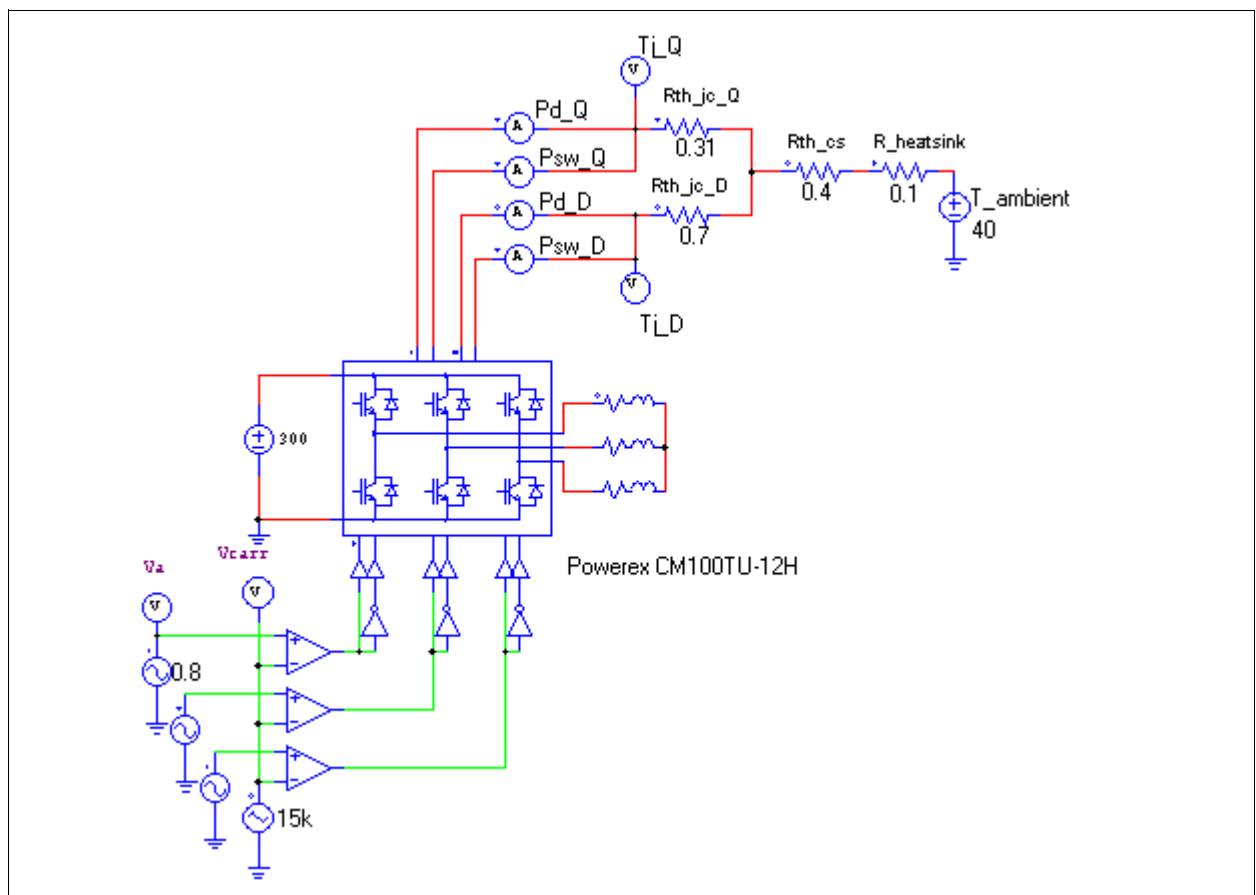 Tj_Q
V
Rth_jc_Q
Pd_Q
A
0.31
Rth_cs
R_heatsink
Psw_Q
A
0.4
0.1
T_ambient
40
Rth_jc_D
Pd_D
A
0.7
Psw_D
A
V
Tj_D
300
Powerex CM100TU-12H
Va
Vcarr
V
V
0.8
15k